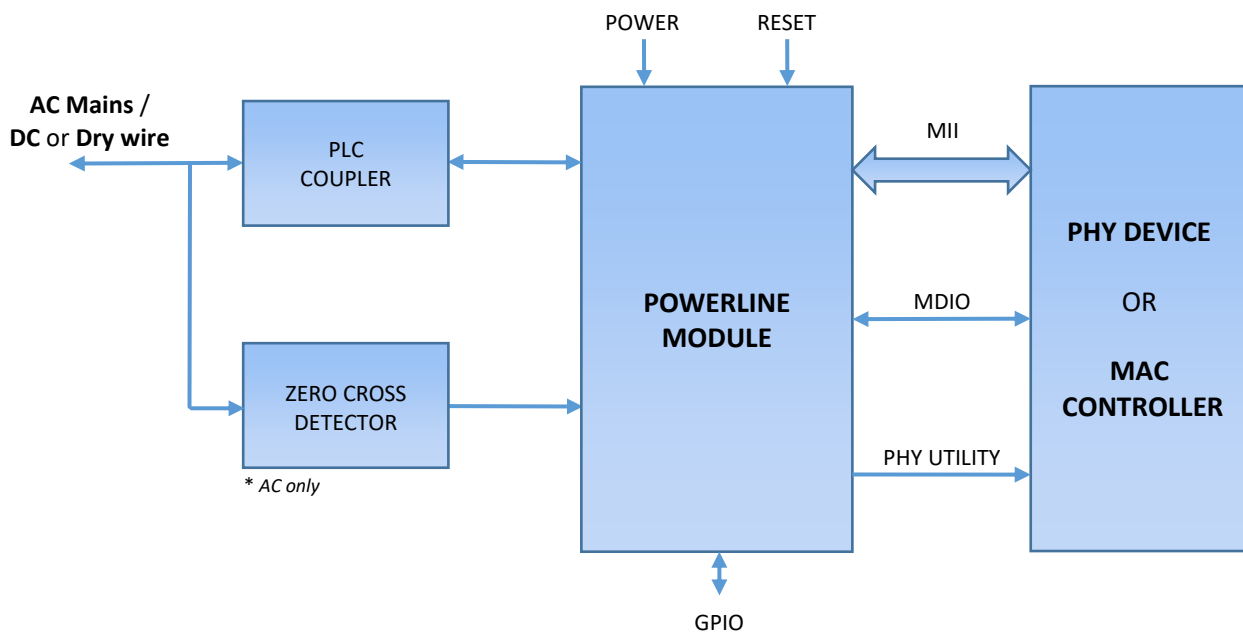 POWER
RESET
AC Mains /
DC or Dry wire
PLC
COUPLER
MII
PHY DEVICE
OR
MAC
CONTROLLER
POWERLINE
MODULE
MDIO
ZERO CROSS
DETECTOR
* AC only
PHY UTILITY
GPIO